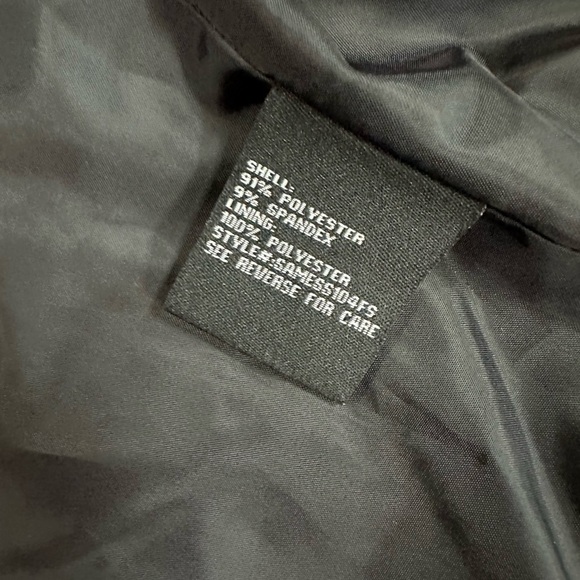 SHELL:
91% POLYESTER
9% SPANDEX
LINING:
100% POLYESTER
STYLE#:SAMESS104FS
SEE REVERSE FOR CARE